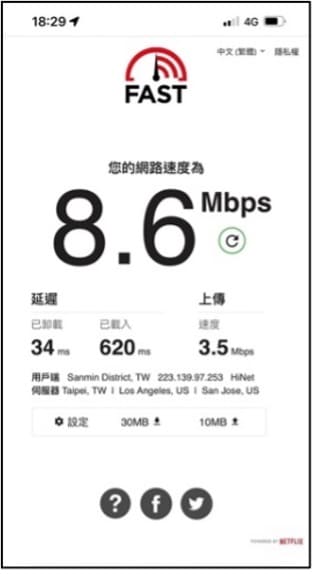 18:29 4G
中文 (繁體) 隱私權
FAST
您的網路速度為
8.6 Mbps
延遲 上傳
已卸載 已載入 速度
34 ms 620 ms 3.5 Mbps
用戶端 Sanmin District, TW 223.139.97.253 HiNet
伺服器 Taipei, TW | Los Angeles, US | San Jose, US
設定 30MB 10MB
POWERED BY NETFLIX